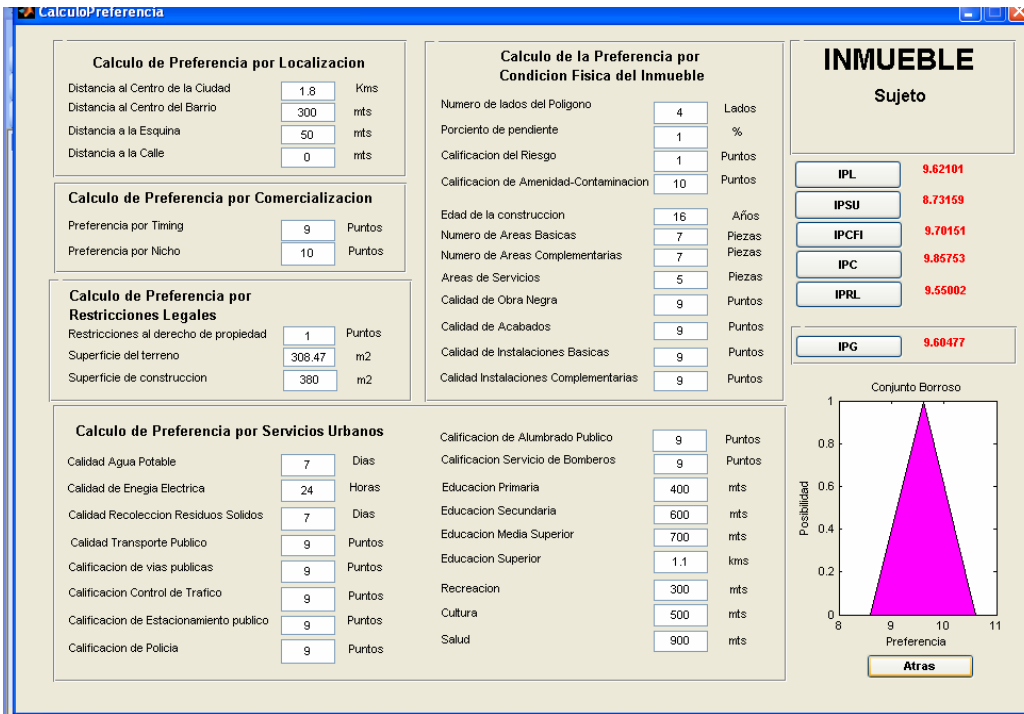 CalculoPreferencia
Calculo de Preferencia por Localizacion
Distancia al Centro de la Ciudad 1.8 Kms
Distancia al Centro del Barrio 300 mts
Distancia a la Esquina 50 mts
Distancia a la Calle 0 mts
Calculo de Preferencia por Comercializacion
Preferencia por Timing 9 Puntos
Preferencia por Nicho 10 Puntos
Calculo de Preferencia por
Restricciones Legales
Restricciones al derecho de propiedad 1 Puntos
Superficie del terreno 308.47 m2
Superficie de construccion 380 m2
Calculo de la Preferencia por
Condicion Fisica del Inmueble
Numero de lados del Poligono 4 Lados
Porciento de pendiente 1 %
Calificacion del Riesgo 1 Puntos
Calificacion de Amenidad-Contaminacion 10 Puntos
Edad de la construccion 16 Años
Numero de Areas Basicas 7 Piezas
Numero de Areas Complementarias 7 Piezas
Areas de Servicios 5 Piezas
Calidad de Obra Negra 9 Puntos
Calidad de Acabados 9 Puntos
Calidad de Instalaciones Basicas 9 Puntos
Calidad Instalaciones Complementarias 9 Puntos
Calculo de Preferencia por Servicios Urbanos
Calidad Agua Potable 7 Dias
Calidad de Enegia Electrica 24 Horas
Calidad Recoleccion Residuos Solidos 7 Dias
Calidad Transporte Publico 9 Puntos
Calificacion de vias publicas 9 Puntos
Calificacion Control de Trafico 9 Puntos
Calificacion de Estacionamiento publico 9 Puntos
Calificacion de Policia 9 Puntos
Calificacion de Alumbrado Publico 9 Puntos
Calificacion Servicio de Bomberos 9 Puntos
Educacion Primaria 400 mts
Educacion Secundaria 600 mts
Educacion Media Superior 700 mts
Educacion Superior 1.1 kms
Recreacion 300 mts
Cultura 500 mts
Salud 900 mts
INMUEBLE
Sujeto
IPL 9.62101
IPSU 8.73159
IPCFI 9.70151
IPC 9.85753
IPRL 9.55002
IPG 9.60477
Conjunto Borroso
1
0.8
0.6
0.4
0.2
0
Posibilidad
8 9 10 11
Preferencia
Atras